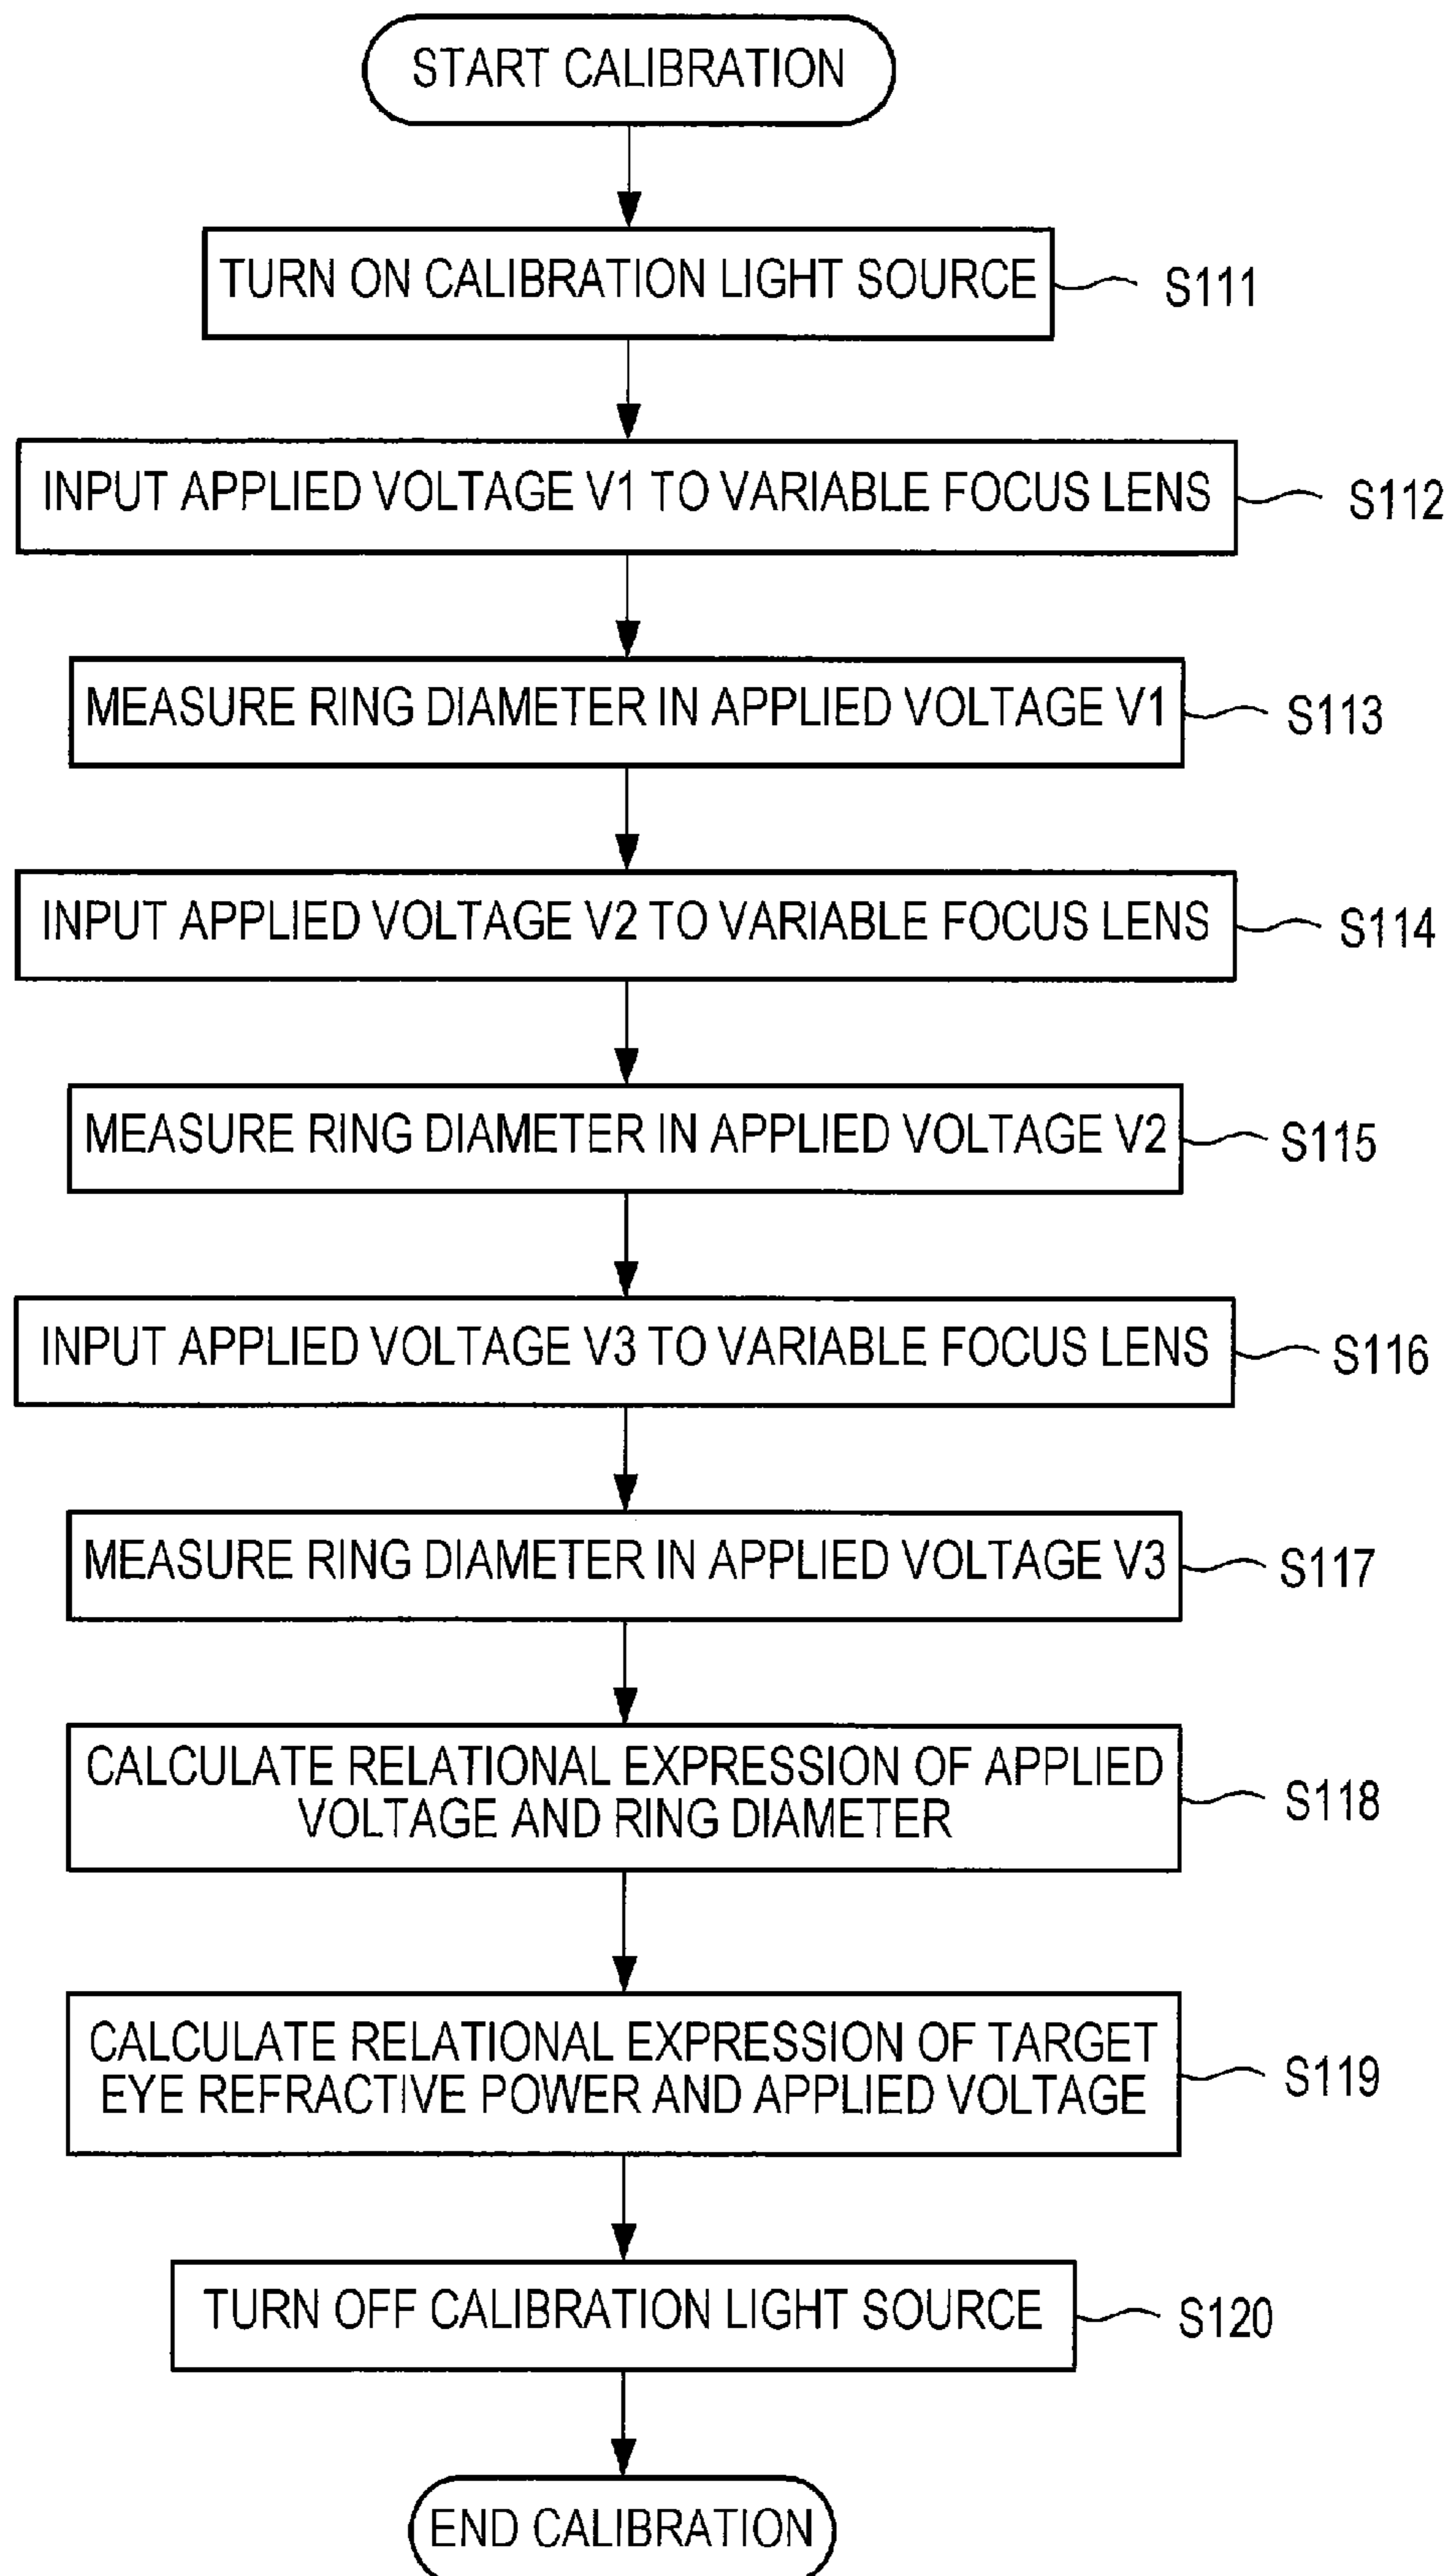 START CALIBRATION
TURN ON CALIBRATION LIGHT SOURCE
S111
INPUT APPLIED VOLTAGE V1 TO VARIABLE FOCUS LENS
S112
MEASURE RING DIAMETER IN APPLIED VOLTAGE V1
S113
INPUT APPLIED VOLTAGE V2 TO VARIABLE FOCUS LENS
S114
MEASURE RING DIAMETER IN APPLIED VOLTAGE V2
S115
INPUT APPLIED VOLTAGE V3 TO VARIABLE FOCUS LENS
S116
MEASURE RING DIAMETER IN APPLIED VOLTAGE V3
S117
CALCULATE RELATIONAL EXPRESSION OF APPLIED
VOLTAGE AND RING DIAMETER
S118
CALCULATE RELATIONAL EXPRESSION OF TARGET
EYE REFRACTIVE POWER AND APPLIED VOLTAGE
S119
TURN OFF CALIBRATION LIGHT SOURCE
S120
END CALIBRATION